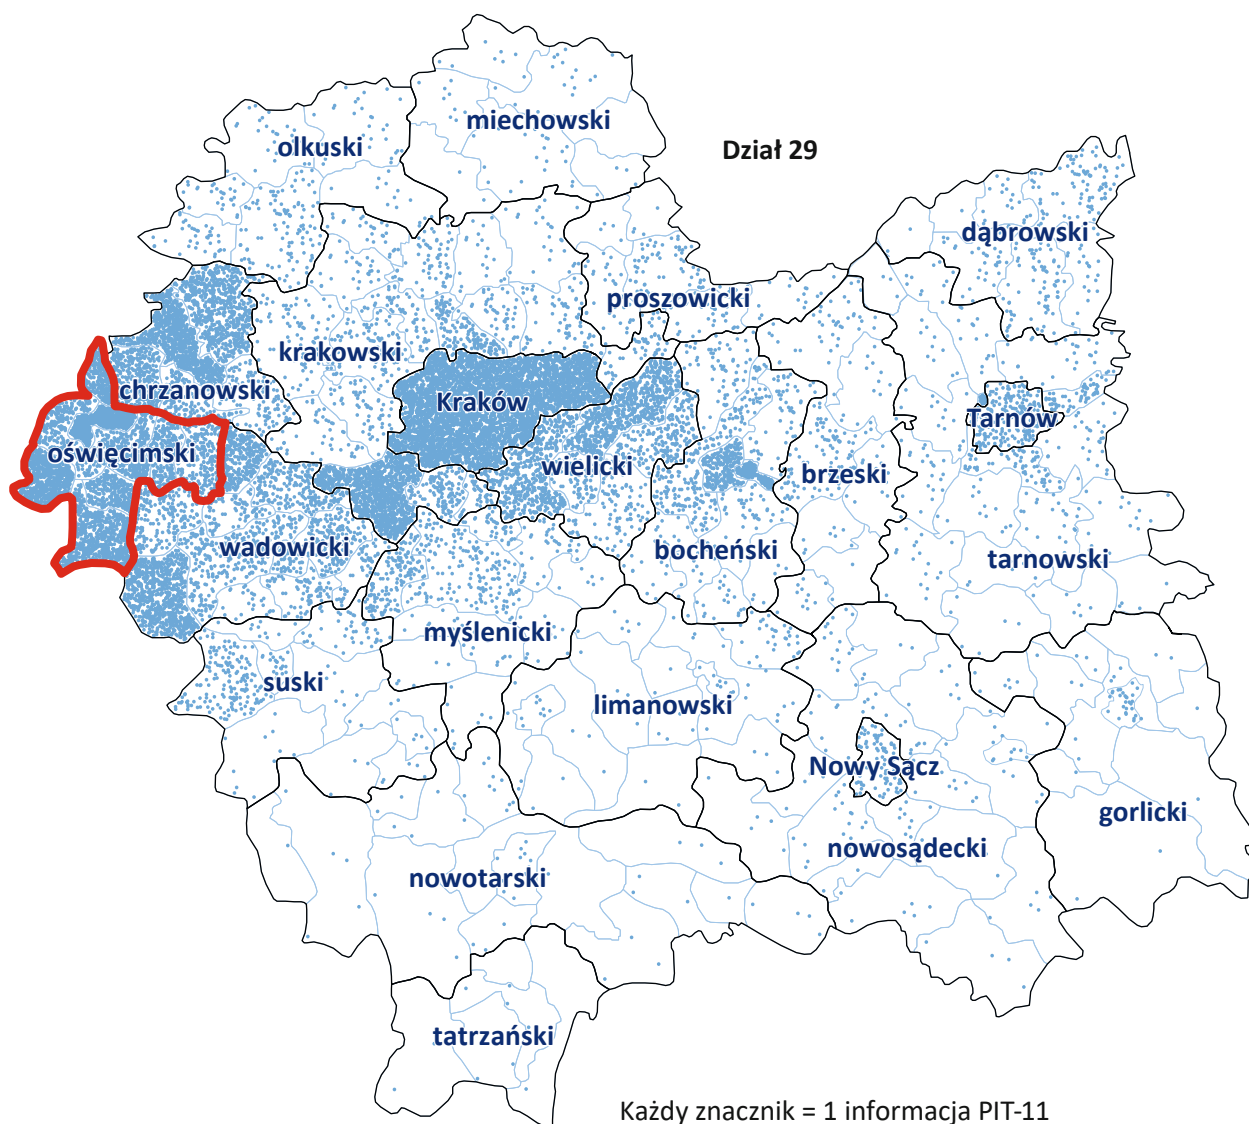 miechowski
olkuski
Dział 29
dąbrowski
proszowicki
krakowski
chrzanowski
Kraków
Tarnów
oświęcimski
wielicki
brzeski
wadowicki
bocheński
tarnowski
myślenicki
suski
limanowski
Nowy Sącz
gorlicki
nowosądecki
nowotarski
tatrzański
Każdy znacznik = 1 informacja PIT-11